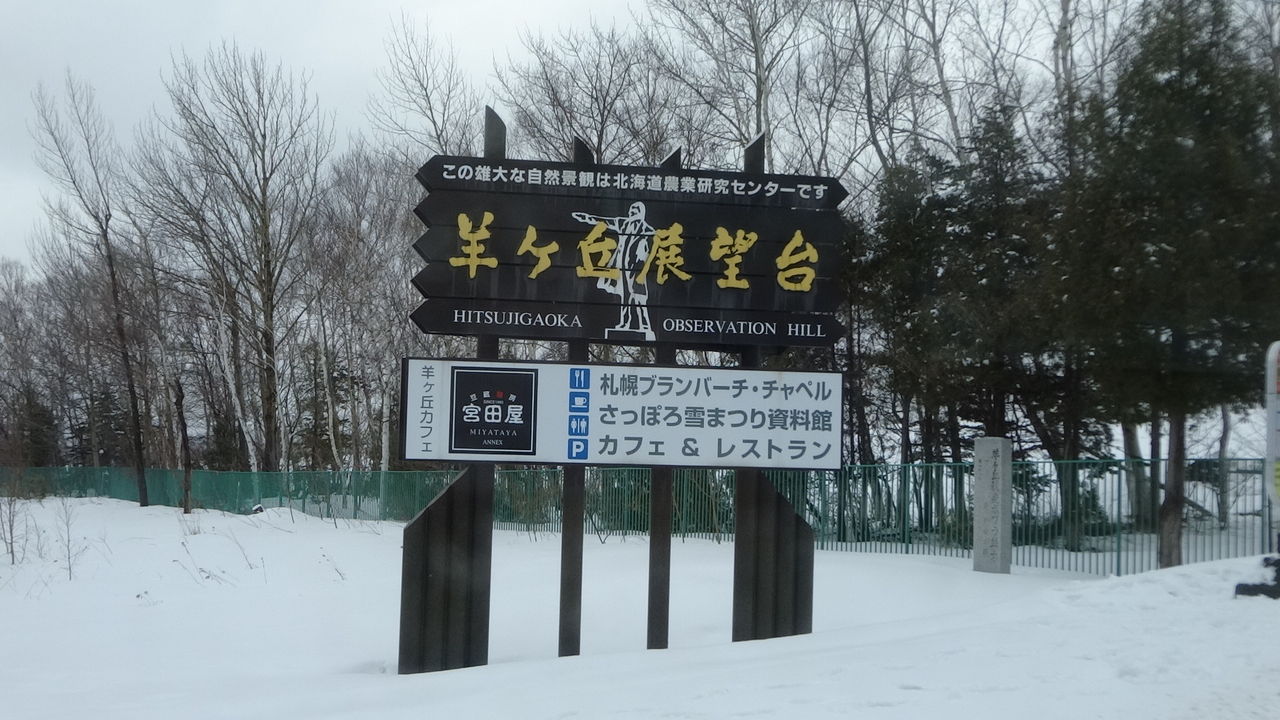 この雄大な自然景観は北海道農業研究センターです
羊ヶ丘展望台
HITSUJIGAOKA OBSERVATION HILL
羊ヶ丘カフェ
宮田屋
MIYATAYA
ANNEX
P
札幌ブランバーチ・チャペル
さっぽろ雪まつり資料館
カフェ & レストラン